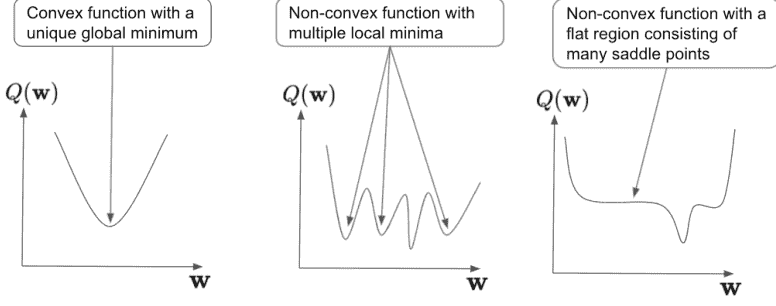 Convex function with a
unique global minimum
Non-convex function with
multiple local minima
Non-convex function with a
flat region consisting of
many saddle points
Q(w)
Q(w)
Q(w)
w
w
w